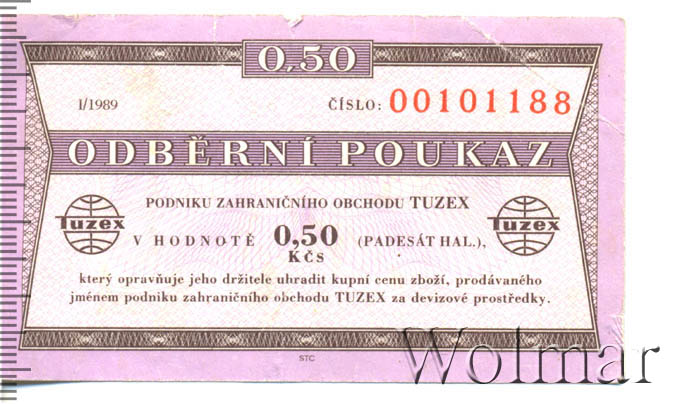 0,50
I/1989
ČÍSLO: 00101188
ODBĚRNÍ POUKAZ
PODNIKU ZAHRANIČNÍHO OBCHODU TUZEX
Tuzex
V HODNOTĚ 0,50 (PADESÁT HAL.),
Tuzex
KČS
který opravňuje jeho držitele uhradit kupní cenu zboží, prodávaného
jménem podniku zahraničního obchodu TUZEX za devizové prostředky.
STC
Wolmar